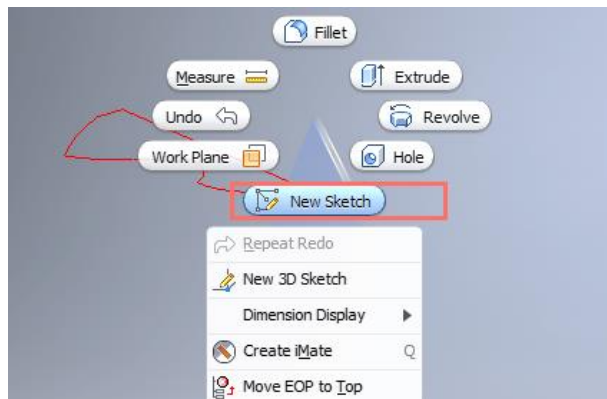 Fillet
Measure
Extrude
Undo
Revolve
Work Plane
Hole
New Sketch
Repeat Redo
New 3D Sketch
Dimension Display
Create iMate Q
Move EOP to Top